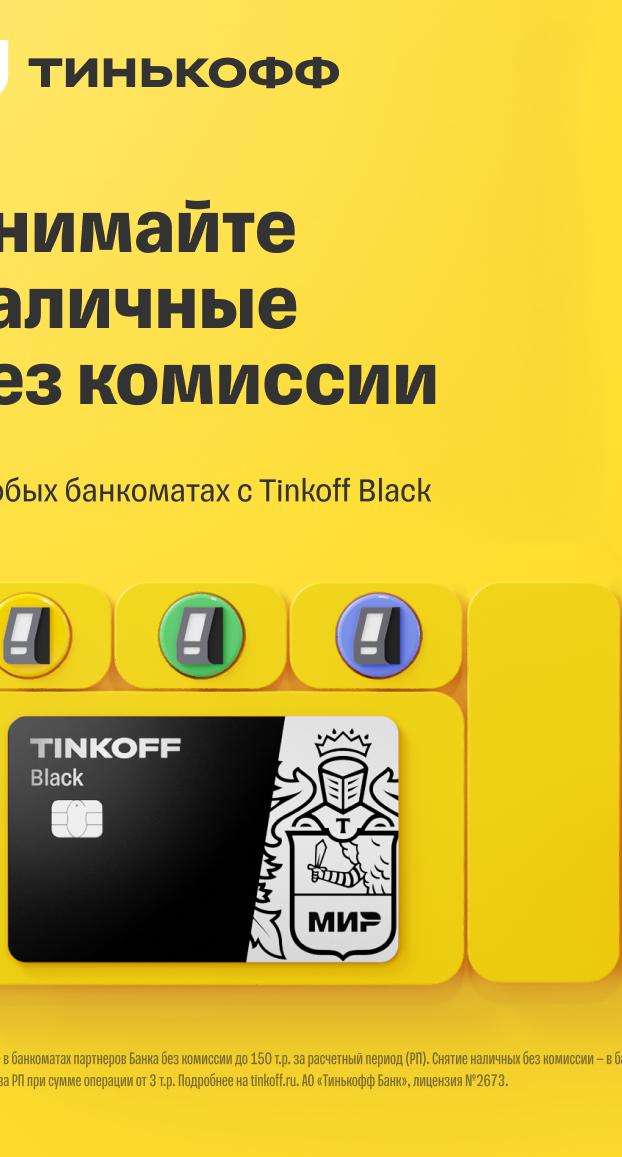 ТИНЬКОФФ
нимайте
аличные
ез комиссии
обых банкоматах с Tinkoff Black
TINKOFF
Black
Т
МИР
в банкоматах партнеров Банка без комиссии до 150 т.р. за расчетный период (РП). Снятие наличных без комиссии – в ба
за РП при сумме операции от 3 т.р. Подробнее на tinkoff.ru. АО «Тинькофф Банк», лицензия №2673.